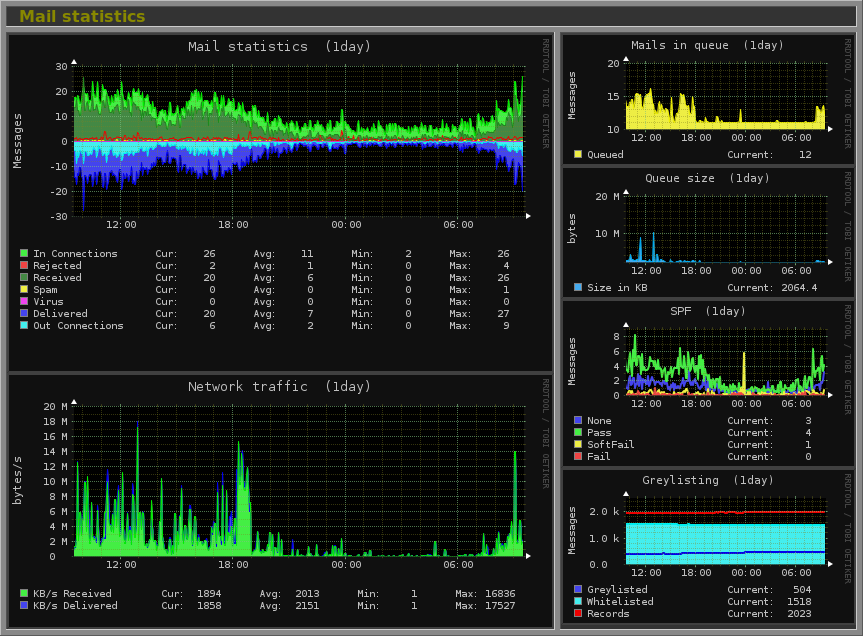 Mail statistics
Mail statistics (1day)
RRDTOOL / TOBI OETIKER
Messages
30
20
10
0
-10
-20
-30
12:00 18:00 00:00 06:00
In Connections Cur: 26 Avg: 11 Min: 2 Max: 26
Rejected Cur: 2 Avg: 1 Min: 0 Max: 4
Received Cur: 20 Avg: 6 Min: 0 Max: 26
Spam Cur: 0 Avg: 0 Min: 0 Max: 1
Virus Cur: 0 Avg: 0 Min: 0 Max: 0
Delivered Cur: 20 Avg: 7 Min: 0 Max: 27
Out Connections Cur: 6 Avg: 2 Min: 0 Max: 9
Network traffic (1day)
RRDTOOL / TOBI OETIKER
bytes/s
20 M
18 M
16 M
14 M
12 M
10 M
8 M
6 M
4 M
2 M
0
12:00 18:00 00:00 06:00
KB/s Received Cur: 1894 Avg: 2013 Min: 1 Max: 16836
KB/s Delivered Cur: 1858 Avg: 2151 Min: 1 Max: 17527
Mails in queue (1day)
RRDTOOL / TOBI OETIKER
Messages
20
15
10
12:00 18:00 00:00 06:00
Queued Current: 12
Queue size (1day)
RRDTOOL / TOBI OETIKER
bytes
20 M
10 M
12:00 18:00 00:00 06:00
Size in KB Current: 2064.4
SPF (1day)
RRDTOOL / TOBI OETIKER
Messages
8
6
4
2
0
12:00 18:00 00:00 06:00
None Current: 3
Pass Current: 4
SoftFail Current: 1
Fail Current: 0
Greylisting (1day)
RRDTOOL / TOBI OETIKER
Messages
2.0 k
1.0 k
0.0
12:00 18:00 00:00 06:00
Greylisted Current: 504
Whitelisted Current: 1518
Records Current: 2023